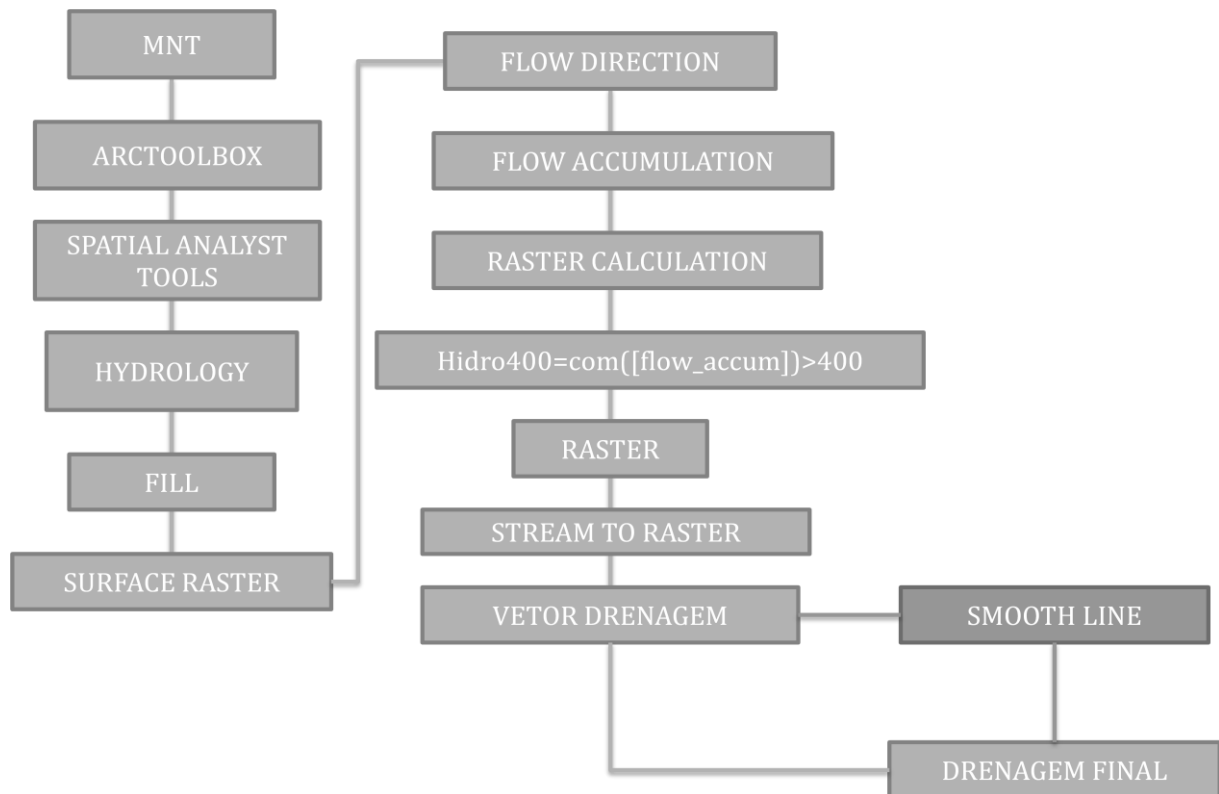 MNT
ARCTOOLBOX
SPATIAL ANALYST
TOOLS
HYDROLOGY
FILL
SURFACE RASTER
FLOW DIRECTION
FLOW ACCUMULATION
RASTER CALCULATION
Hidro400=com([flow_accum])>400
RASTER
STREAM TO RASTER
VETOR DRENAGEM
SMOOTH LINE
DRENAGEM FINAL